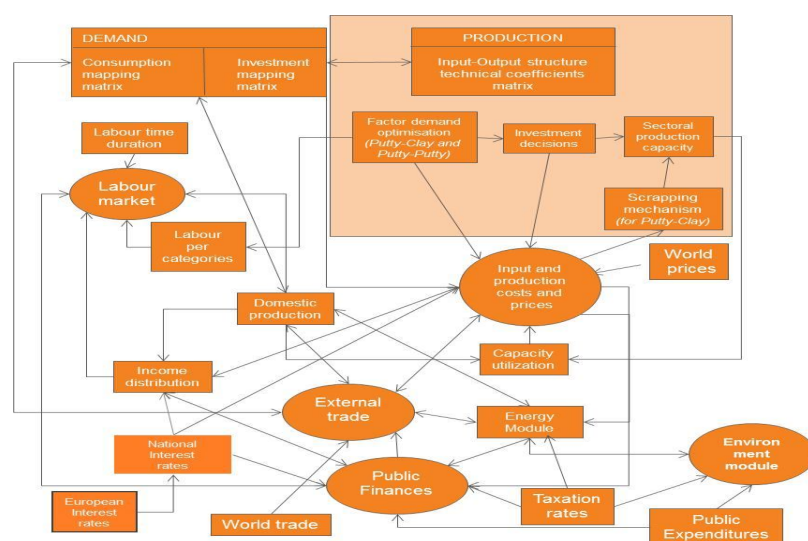 DEMAND
Consumption
mapping
matrix
Investment
mapping
matrix
PRODUCTION
Input-Output structure
technical coefficients
matrix
Labour time
duration
Factor demand
optimisation
(Putty-Clay and
Putty-Putty)
Investment
decisions
Sectoral
production
capacity
Labour
market
Scrapping
mechanism
(for Putty-Clay)
Labour
per
categories
Input and
production
costs and
prices
World
prices
Domestic
production
Capacity
utilization
Income
distribution
External
trade
Energy
Module
National
Interest
rates
Environ
ment
module
Public
Finances
European
Interest
rates
World trade
Taxation
rates
Public
Expenditures